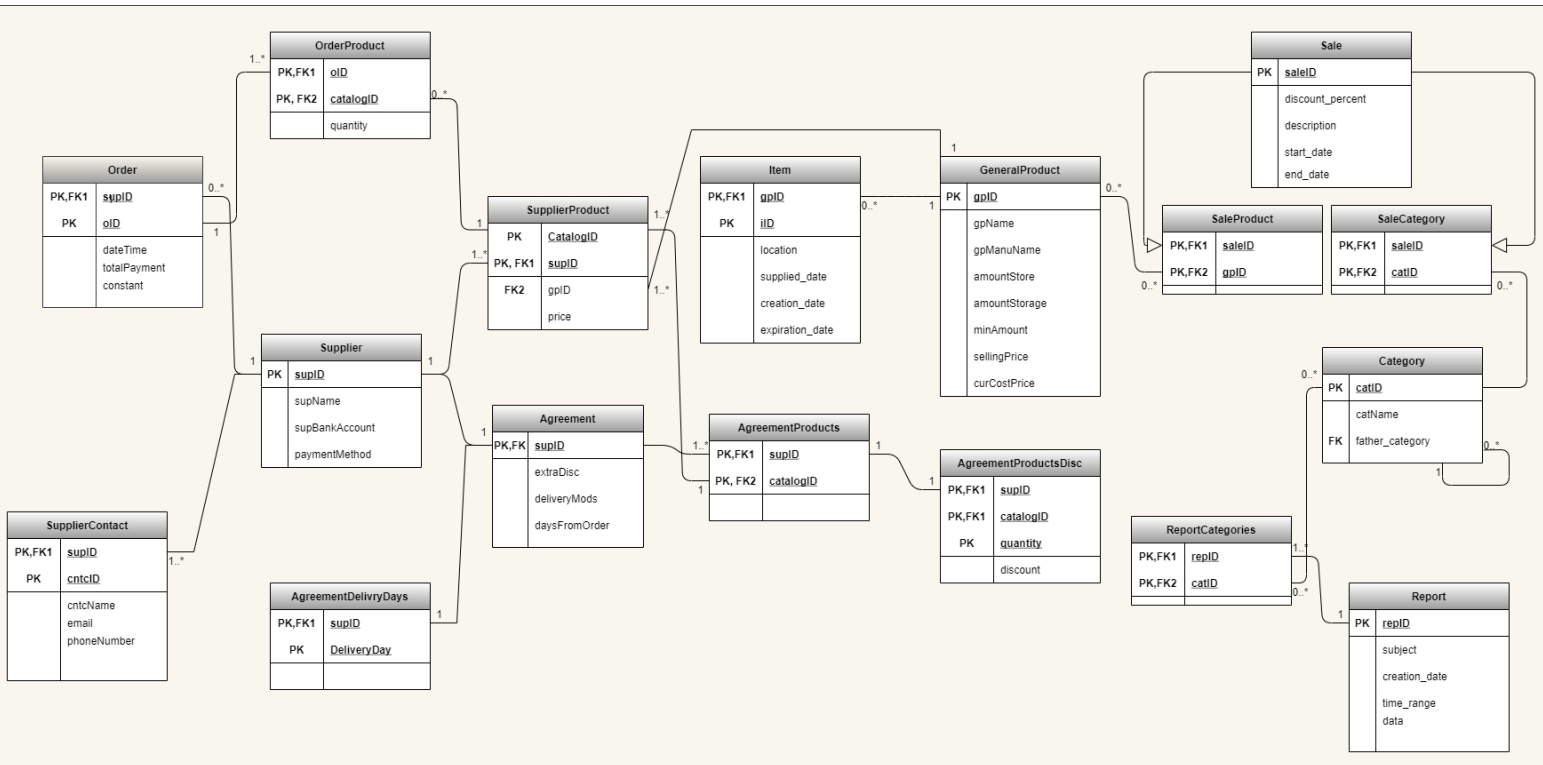 OrderProduct
PK,FK1 oID
PK, FK2 catalogID
quantity
1..*
0..*
Order
PK,FK1 supID
PK oID
dateTime
totalPayment
constant
0..*
1
SupplierProduct
PK CatalogID
PK, FK1 supID
FK2 gpID
price
1
1..*
1..*
1..*
Item
PK,FK1 gpID
PK iID
location
supplied_date
creation_date
expiration_date
0..*
1
GeneralProduct
PK gpID
gpName
gpManuName
amountStore
amountStorage
minAmount
sellingPrice
curCostPrice
1
0..*
Sale
PK saleID
discount_percent
description
start_date
end_date
SaleProduct
PK,FK1 saleID
PK,FK2 gpID
0..*
SaleCategory
PK,FK1 saleID
PK,FK2 catID
0..*
Supplier
PK supID
supName
supBankAccount
paymentMethod
1
1
Category
PK catID
catName
FK father_category
0..*
0..*
1
Agreement
PK,FK supID
extraDisc
deliveryMods
daysFromOrder
1
AgreementProducts
PK,FK1 supID
PK, FK2 catalogID
1..*
1
1
AgreementProductsDisc
PK,FK1 supID
PK,FK1 catalogID
PK quantity
discount
1
SupplierContact
PK,FK1 supID
PK cntcID
cntcName
email
phoneNumber
1..*
AgreementDelivryDays
PK,FK1 supID
PK DeliveryDay
1
ReportCategories
PK,FK1 repID
PK,FK2 catID
1..*
0..*
Report
PK repID
subject
creation_date
time_range
data
1